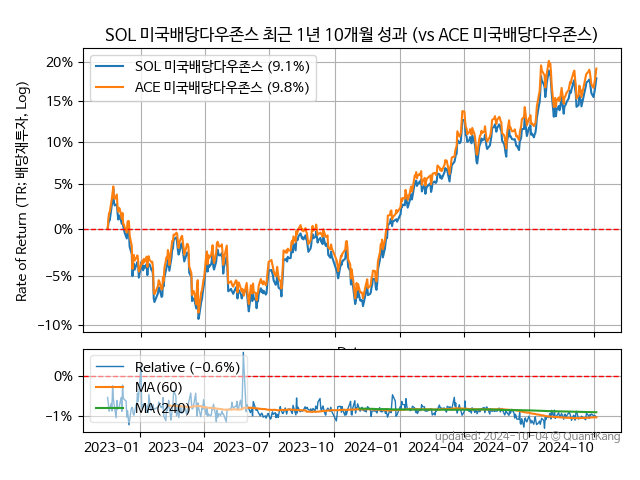 SOL 미국배당다우존스 최근 1년 10개월 성과 (vs ACE 미국배당다우존스)
Rate of Return (TR: 배당재투자, Log)
20%
15%
10%
5%
0%
−5%
−10%
SOL 미국배당다우존스 (9.1%)
ACE 미국배당다우존스 (9.8%)
0%
−1%
Relative (−0.6%)
MA(60)
MA(240)
updated: 2024-10-04 © QuantKang
2023−01 2023−04 2023−07 2023−10 2024−01 2024−04 2024−07 2024−10